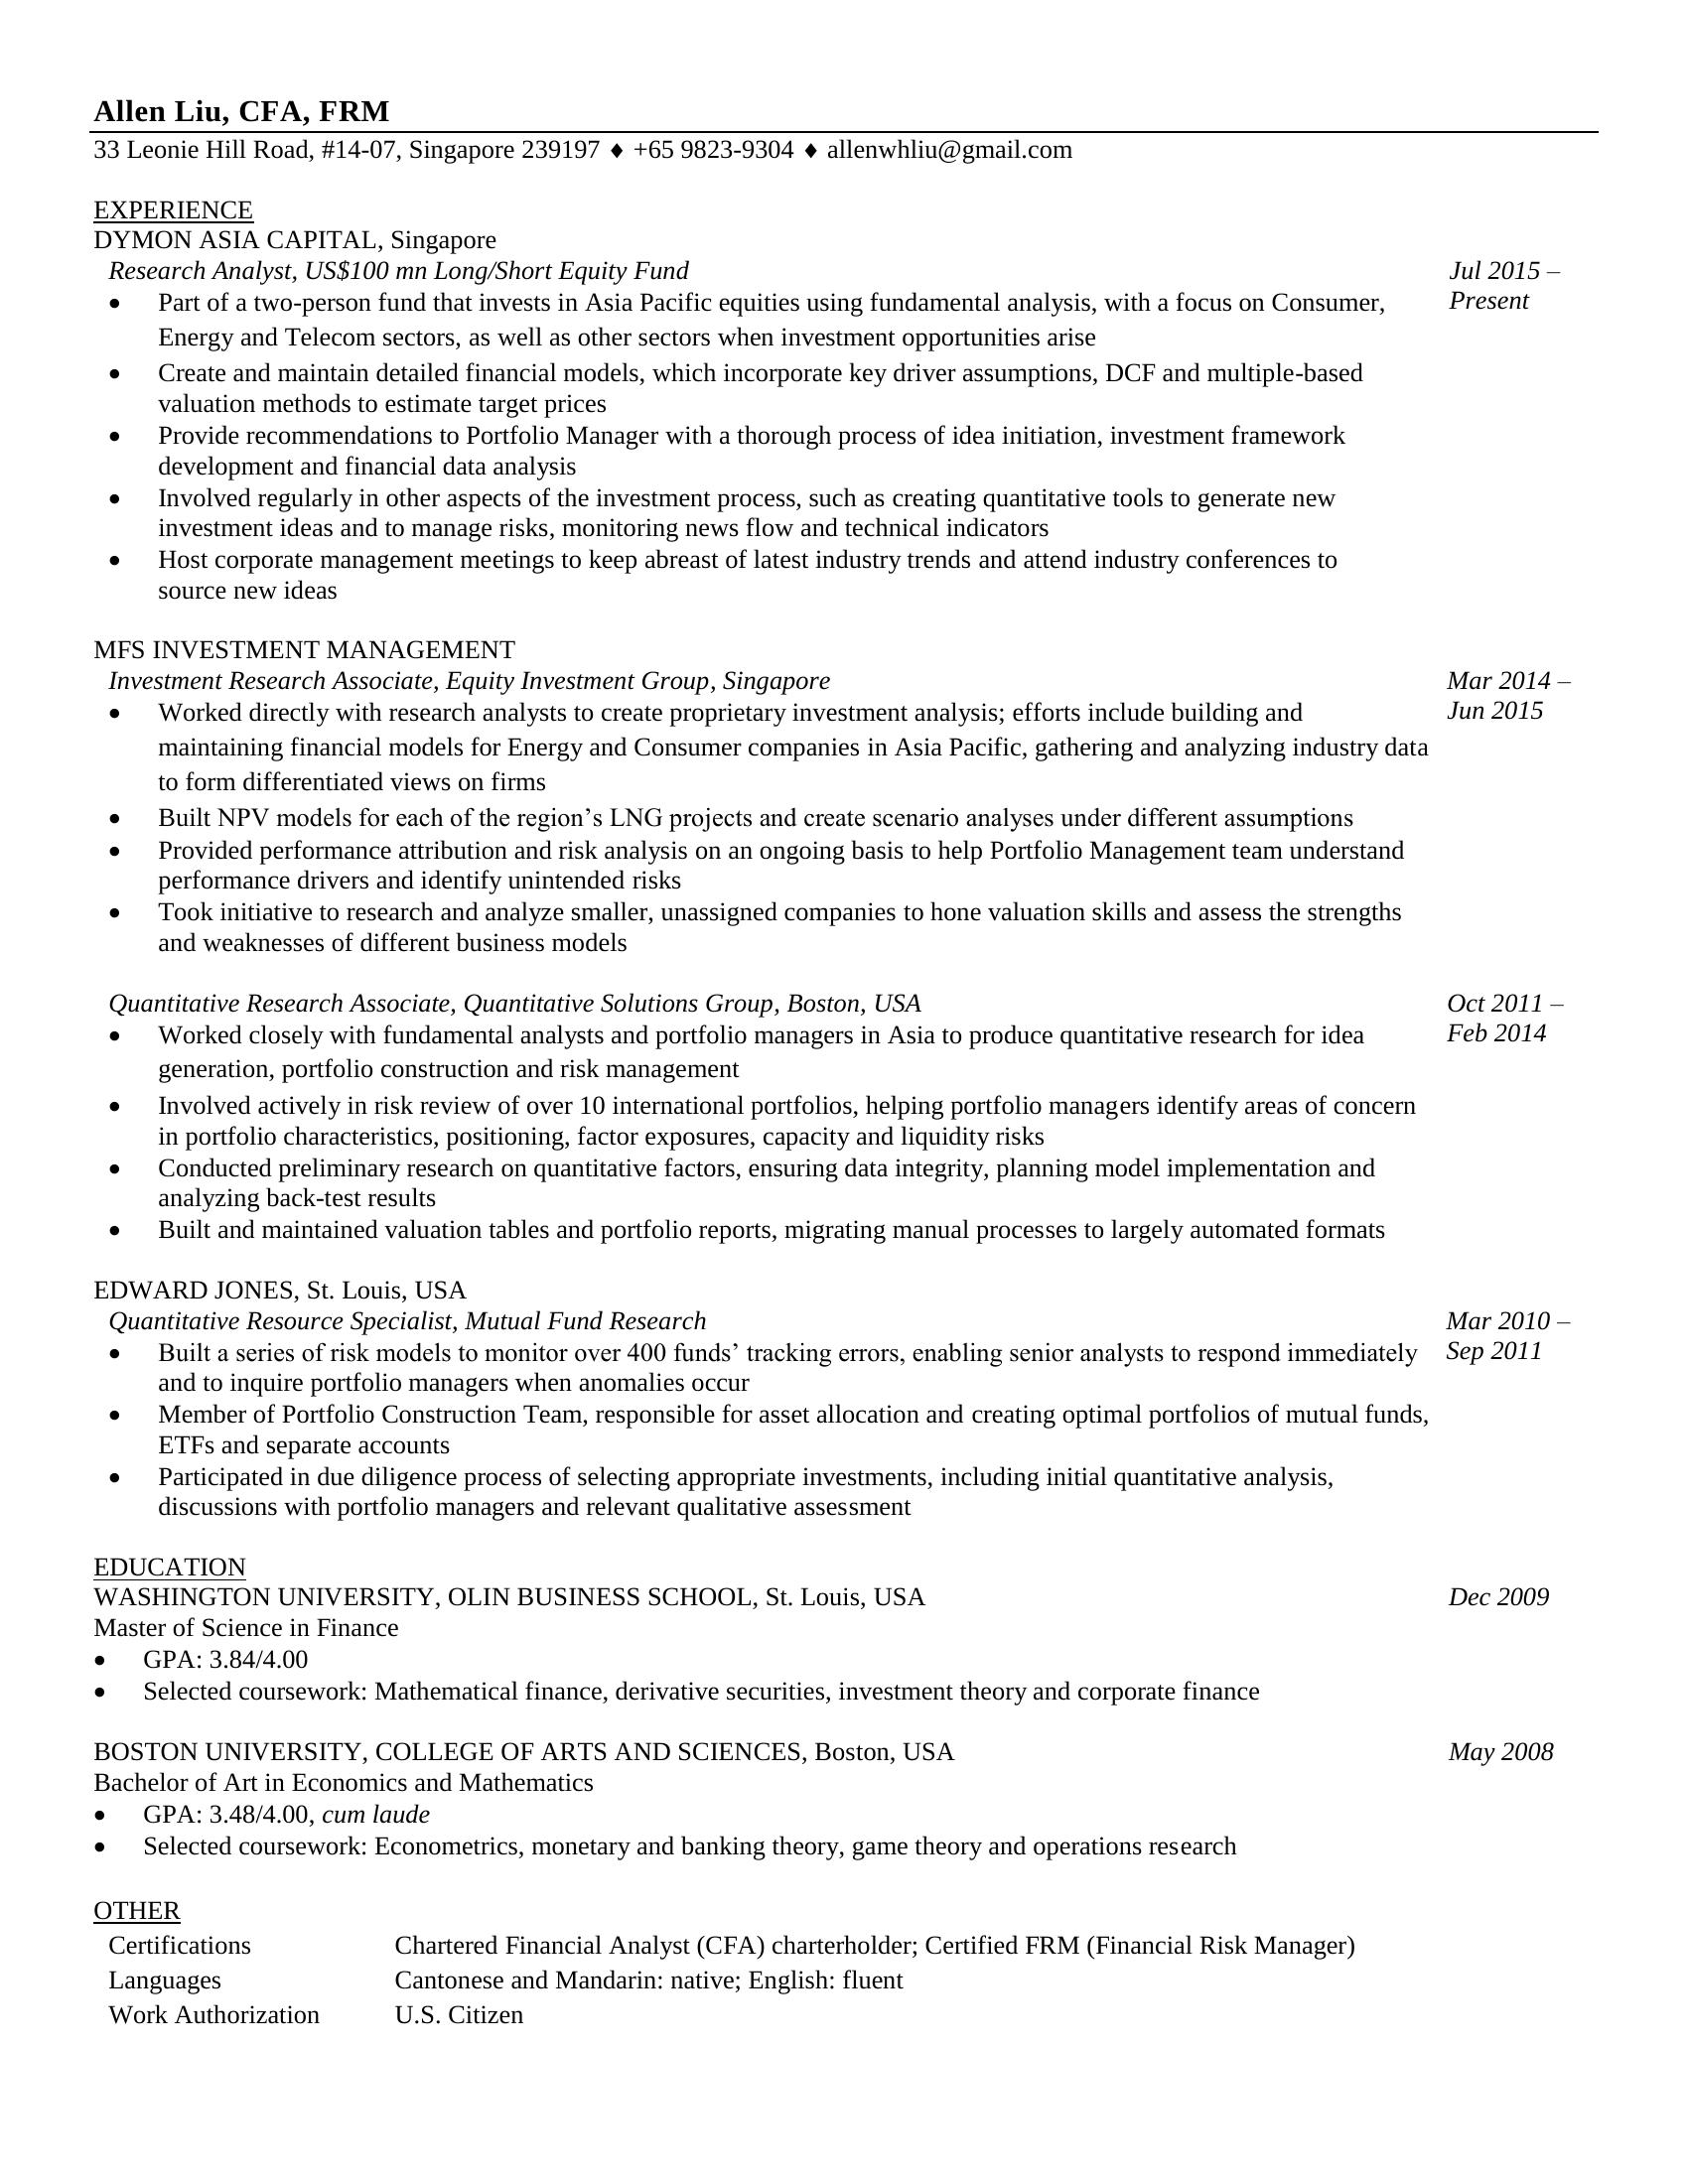 Allen Liu, CFA, FRM
33 Leonie Hill Road, #14-07, Singapore 239197 ♦ +65 9823-9304 ♦ allenwhliu@gmail.com
EXPERIENCE
DYMON ASIA CAPITAL, Singapore
Research Analyst, US$100 mn Long/Short Equity Fund
Jul 2015 –
Present
• Part of a two-person fund that invests in Asia Pacific equities using fundamental analysis, with a focus on Consumer,
Energy and Telecom sectors, as well as other sectors when investment opportunities arise
• Create and maintain detailed financial models, which incorporate key driver assumptions, DCF and multiple-based
valuation methods to estimate target prices
• Provide recommendations to Portfolio Manager with a thorough process of idea initiation, investment framework
development and financial data analysis
• Involved regularly in other aspects of the investment process, such as creating quantitative tools to generate new
investment ideas and to manage risks, monitoring news flow and technical indicators
• Host corporate management meetings to keep abreast of latest industry trends and attend industry conferences to
source new ideas
MFS INVESTMENT MANAGEMENT
Investment Research Associate, Equity Investment Group, Singapore
Mar 2014 –
Jun 2015
• Worked directly with research analysts to create proprietary investment analysis; efforts include building and
maintaining financial models for Energy and Consumer companies in Asia Pacific, gathering and analyzing industry data
to form differentiated views on firms
• Built NPV models for each of the region’s LNG projects and create scenario analyses under different assumptions
• Provided performance attribution and risk analysis on an ongoing basis to help Portfolio Management team understand
performance drivers and identify unintended risks
• Took initiative to research and analyze smaller, unassigned companies to hone valuation skills and assess the strengths
and weaknesses of different business models
Quantitative Research Associate, Quantitative Solutions Group, Boston, USA
Oct 2011 –
Feb 2014
• Worked closely with fundamental analysts and portfolio managers in Asia to produce quantitative research for idea
generation, portfolio construction and risk management
• Involved actively in risk review of over 10 international portfolios, helping portfolio managers identify areas of concern
in portfolio characteristics, positioning, factor exposures, capacity and liquidity risks
• Conducted preliminary research on quantitative factors, ensuring data integrity, planning model implementation and
analyzing back-test results
• Built and maintained valuation tables and portfolio reports, migrating manual processes to largely automated formats
EDWARD JONES, St. Louis, USA
Quantitative Resource Specialist, Mutual Fund Research
Mar 2010 –
Sep 2011
• Built a series of risk models to monitor over 400 funds’ tracking errors, enabling senior analysts to respond immediately
and to inquire portfolio managers when anomalies occur
• Member of Portfolio Construction Team, responsible for asset allocation and creating optimal portfolios of mutual funds,
ETFs and separate accounts
• Participated in due diligence process of selecting appropriate investments, including initial quantitative analysis,
discussions with portfolio managers and relevant qualitative assessment
EDUCATION
WASHINGTON UNIVERSITY, OLIN BUSINESS SCHOOL, St. Louis, USA Dec 2009
Master of Science in Finance
• GPA: 3.84/4.00
• Selected coursework: Mathematical finance, derivative securities, investment theory and corporate finance
BOSTON UNIVERSITY, COLLEGE OF ARTS AND SCIENCES, Boston, USA May 2008
Bachelor of Art in Economics and Mathematics
• GPA: 3.48/4.00, cum laude
• Selected coursework: Econometrics, monetary and banking theory, game theory and operations research
OTHER
Certifications Chartered Financial Analyst (CFA) charterholder; Certified FRM (Financial Risk Manager)
Languages Cantonese and Mandarin: native; English: fluent
Work Authorization U.S. Citizen